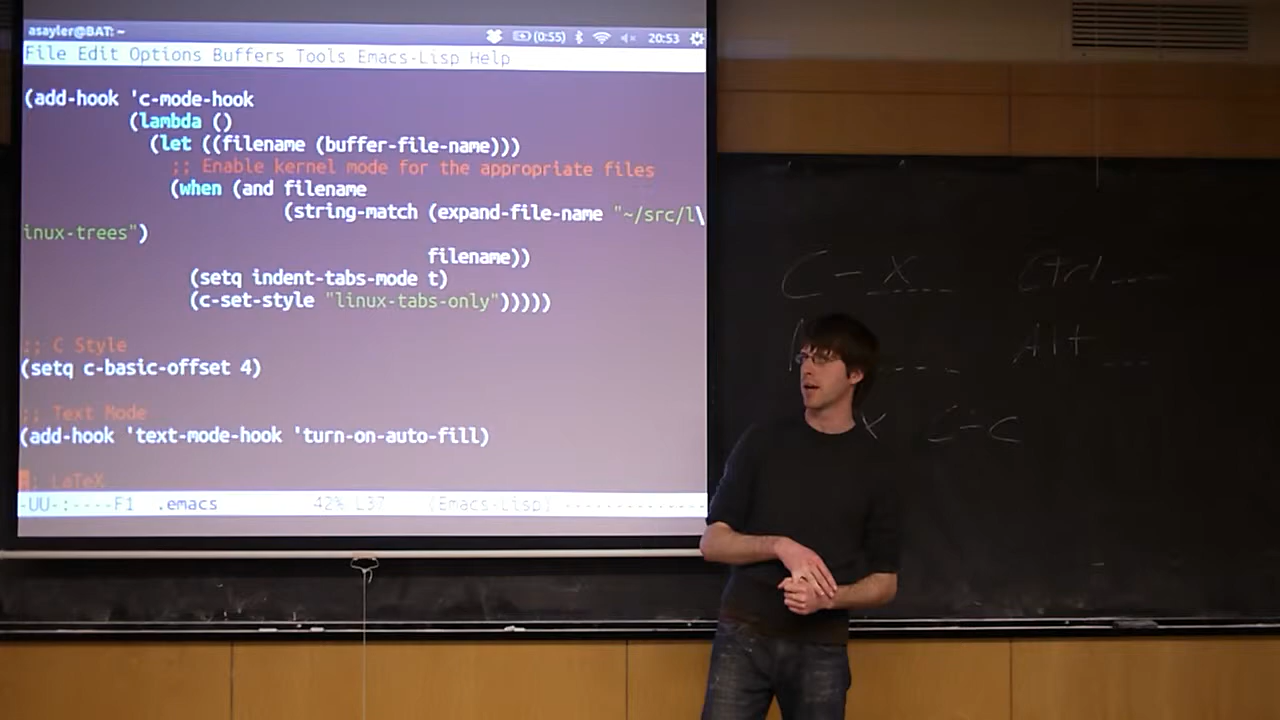 asayler@BAT: ~ (0:55) 20:53
File Edit Options Buffers Tools Emacs-Lisp Help
(add-hook 'c-mode-hook
(lambda ()
(let ((filename (buffer-file-name)))
;; Enable kernel mode for the appropriate files
(when (and filename
(string-match (expand-file-name "~/src/l\
inux-trees")
filename))
(setq indent-tabs-mode t)
(c-set-style "linux-tabs-only")))))
;; C Style
(setq c-basic-offset 4)
;; Text Mode
(add-hook 'text-mode-hook 'turn-on-auto-fill)
; LaTeX
-UU-:----F1 .emacs 42% L37 (Emacs-Lisp) --------------
C - X Ctrl ---
Alt ---
X C-C